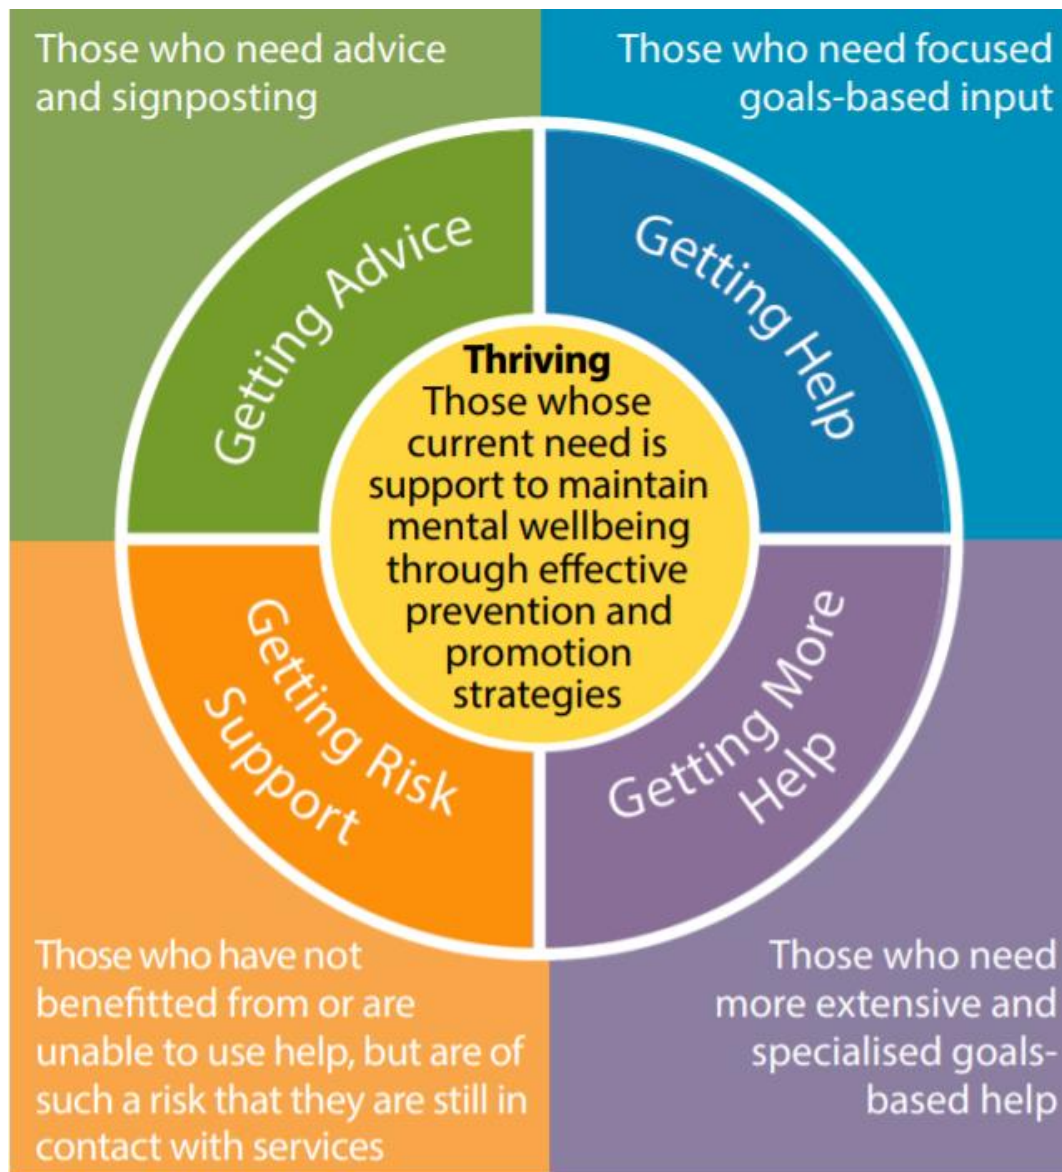 Those who need advice
and signposting
Those who need focused
goals-based input
Getting Advice
Getting Help
Thriving
Those whose
current need is
support to maintain
mental wellbeing
through effective
prevention and
promotion
strategies
Getting Risk
Support
Getting More
Help
Those who have not
benefitted from or are
unable to use help, but are of
such a risk that they are still in
contact with services
Those who need
more extensive and
specialised goals-
based help